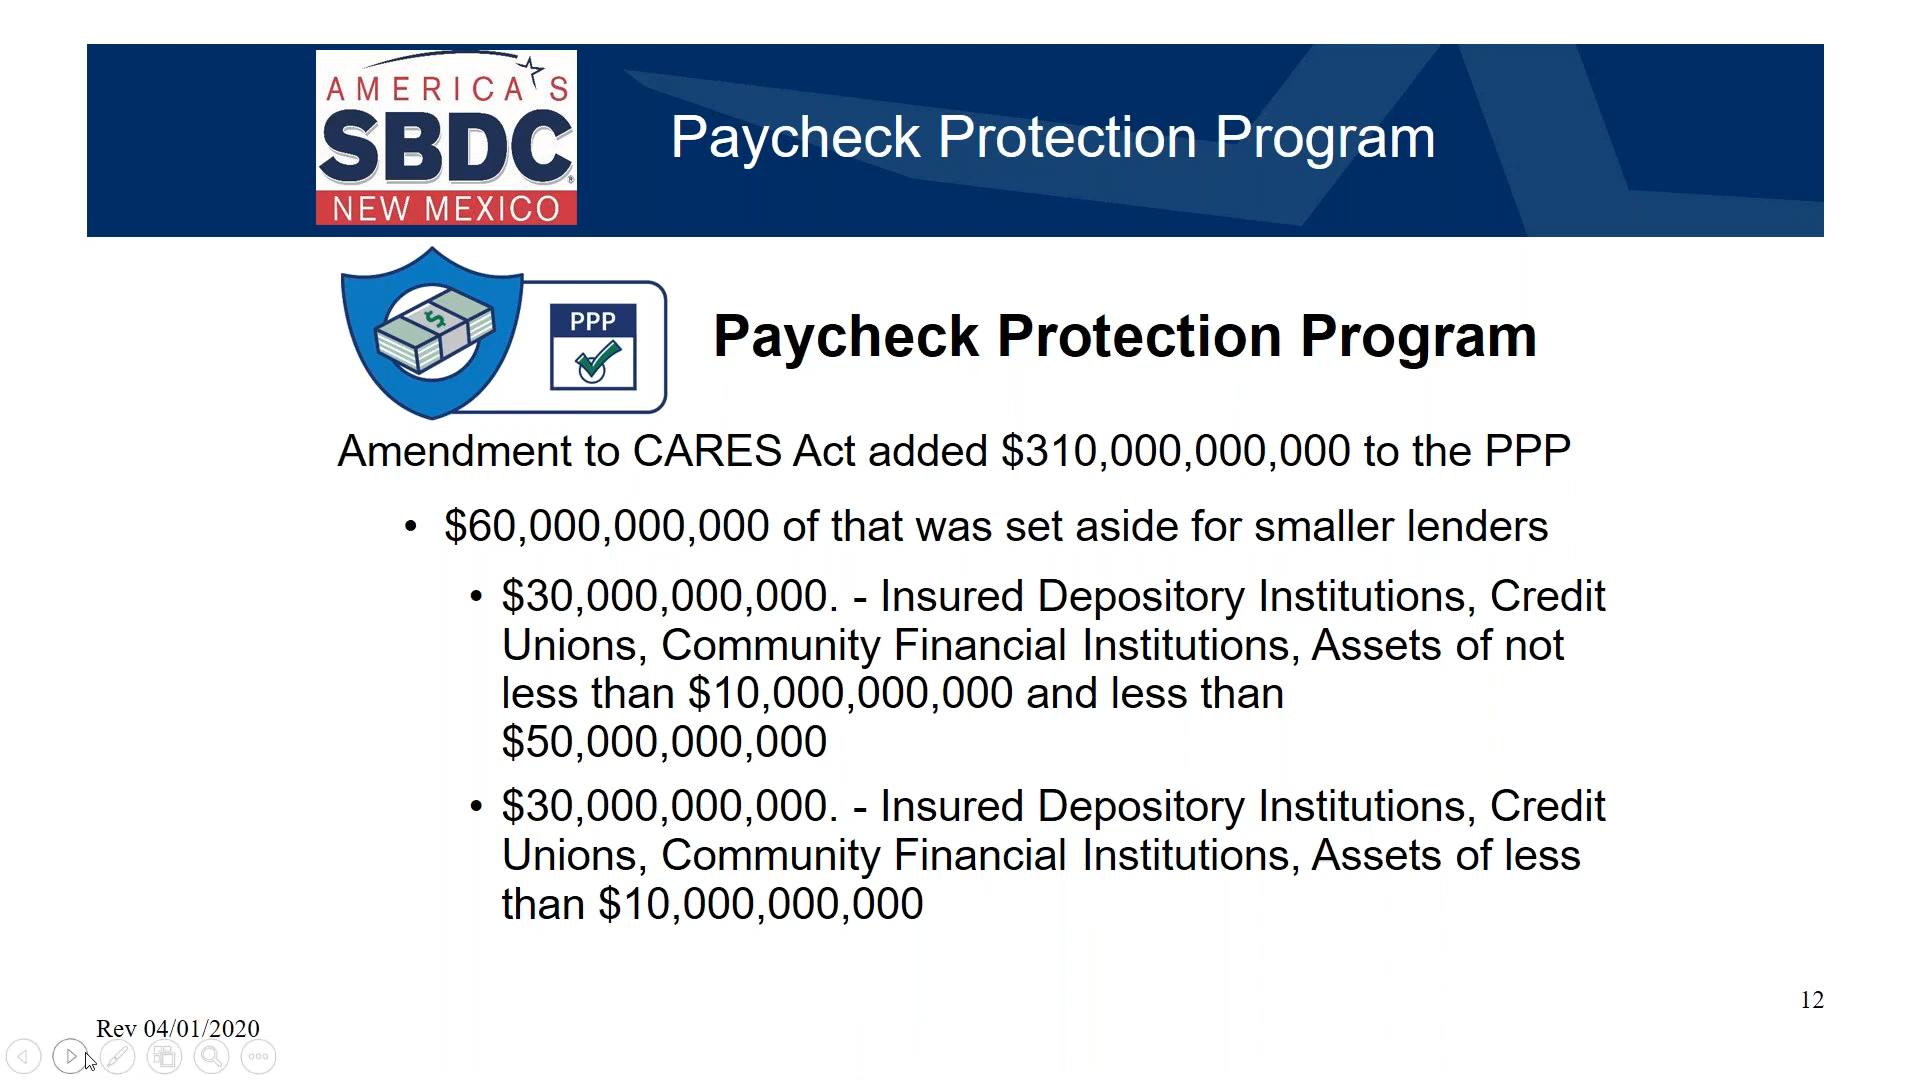 AMERICA'S
SBDC®
NEW MEXICO
Paycheck Protection Program
PPP
Paycheck Protection Program
Amendment to CARES Act added $310,000,000,000 to the PPP
• $60,000,000,000 of that was set aside for smaller lenders
• $30,000,000,000. - Insured Depository Institutions, Credit
Unions, Community Financial Institutions, Assets of not
less than $10,000,000,000 and less than
$50,000,000,000
• $30,000,000,000. - Insured Depository Institutions, Credit
Unions, Community Financial Institutions, Assets of less
than $10,000,000,000
12
Rev 04/01/2020